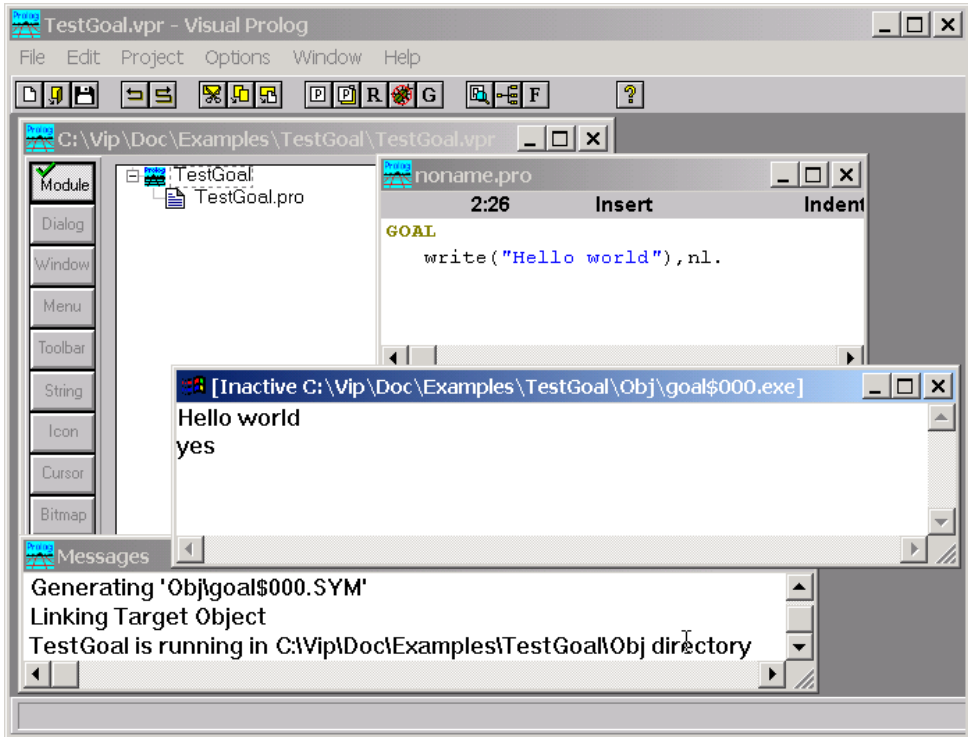 TestGoal.vpr - Visual Prolog
File Edit Project Options Window Help
P P R G F ?
C:\Vip\Doc\Examples\TestGoal\TestGoal.vpr
Module
Dialog
Window
Menu
Toolbar
String
Icon
Cursor
Bitmap
TestGoal
TestGoal.pro
noname.pro
2:26 Insert Indent
GOAL
write("Hello world"),nl.
[Inactive C:\Vip\Doc\Examples\TestGoal\Obj\goal$000.exe]
Hello world
yes
Messages
Generating 'Obj\goal$000.SYM'
Linking Target Object
TestGoal is running in C:\Vip\Doc\Examples\TestGoal\Obj directory